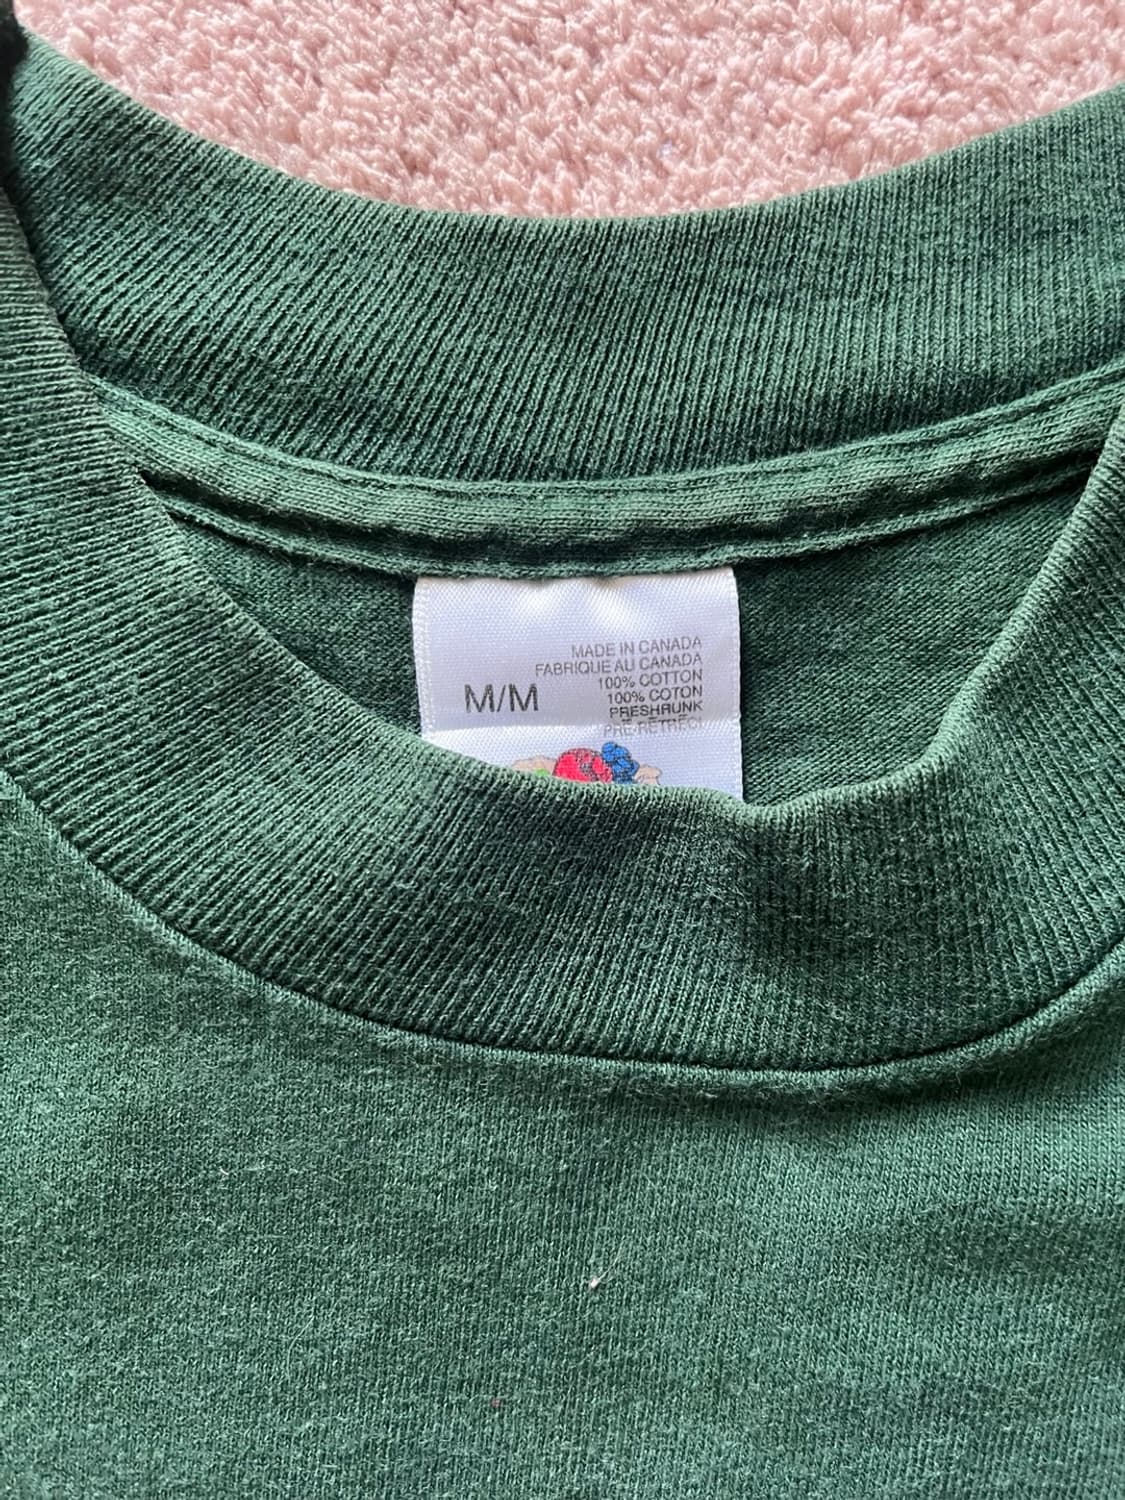 MADE IN CANADA
FABRIQUE AU CANADA
100% COTTON
M/M
100% COTON
PRESHRUNK
PRÉ-RÉTRÉCI